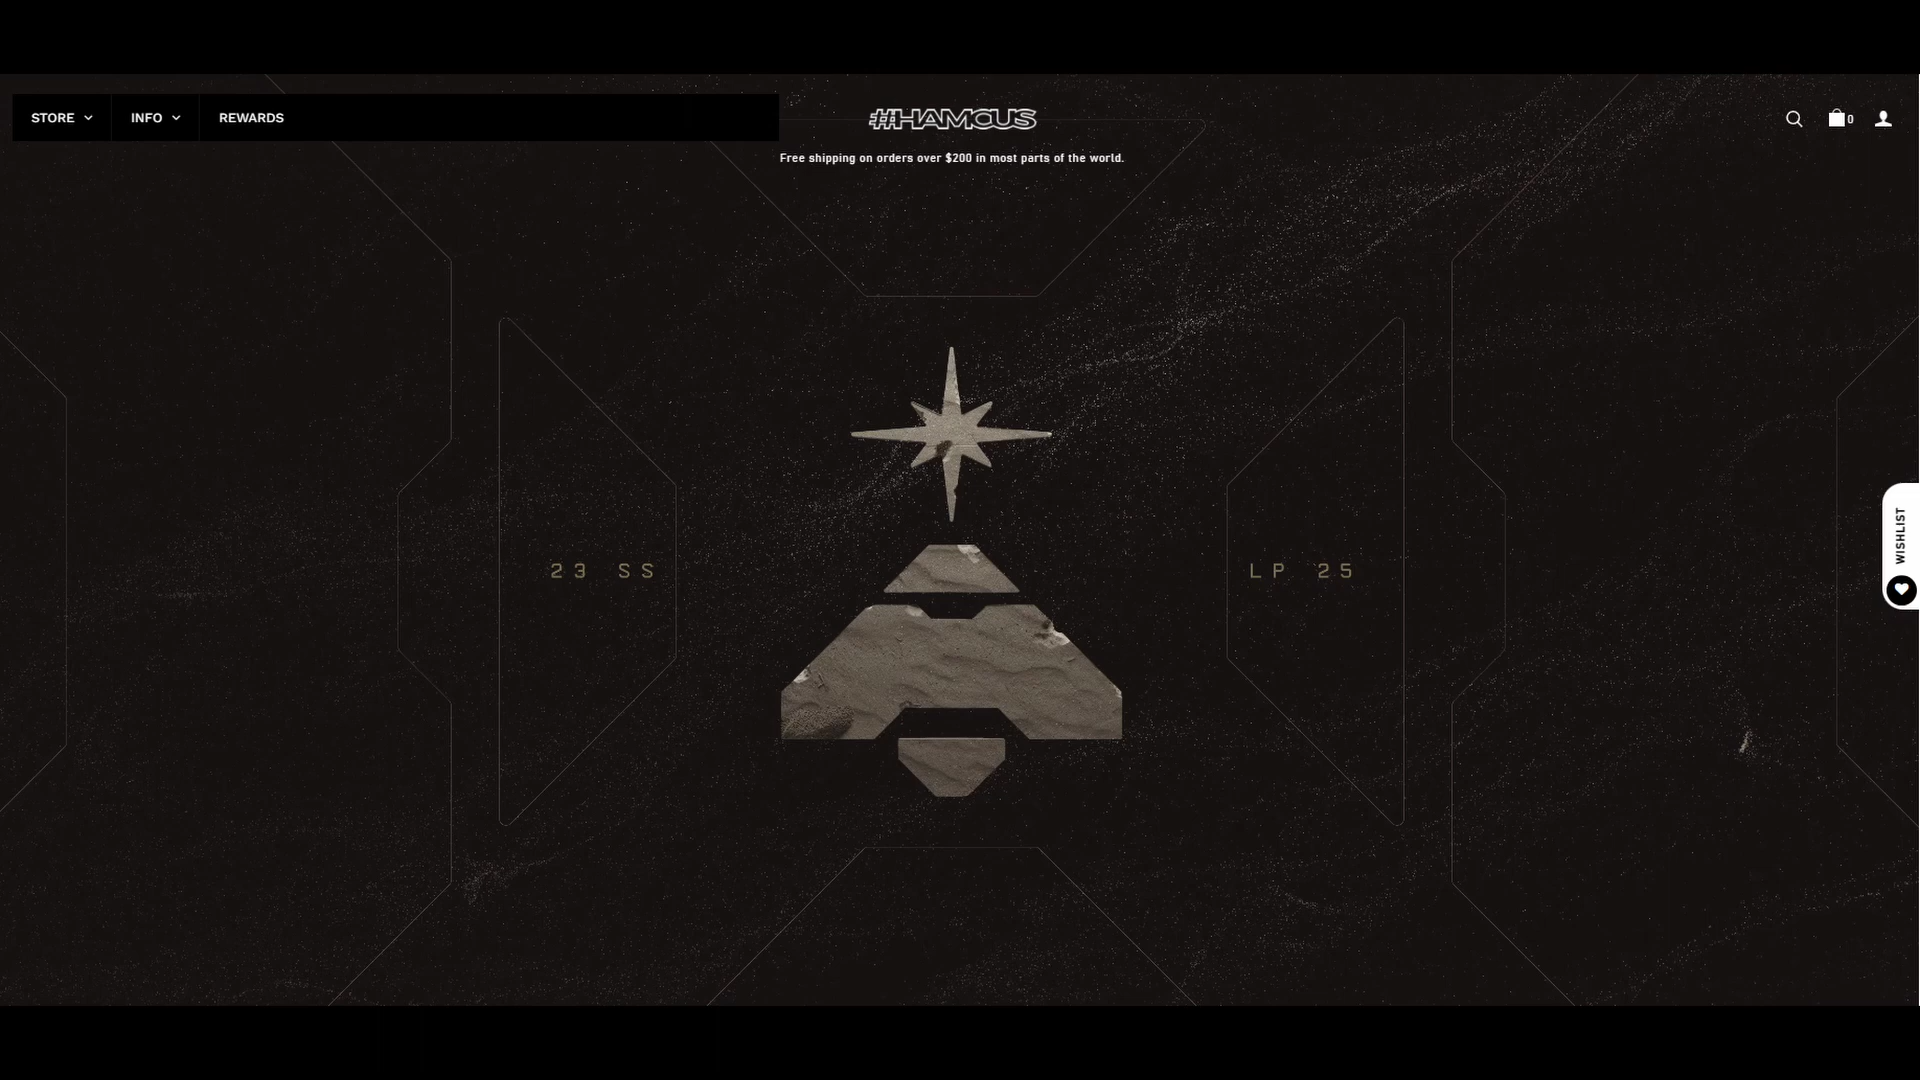 STORE
INFO
REWARDS
#HAMCUS
0
Free shipping on orders over $200 in most parts of the world.
23 SS
LP 25
WISHLIST